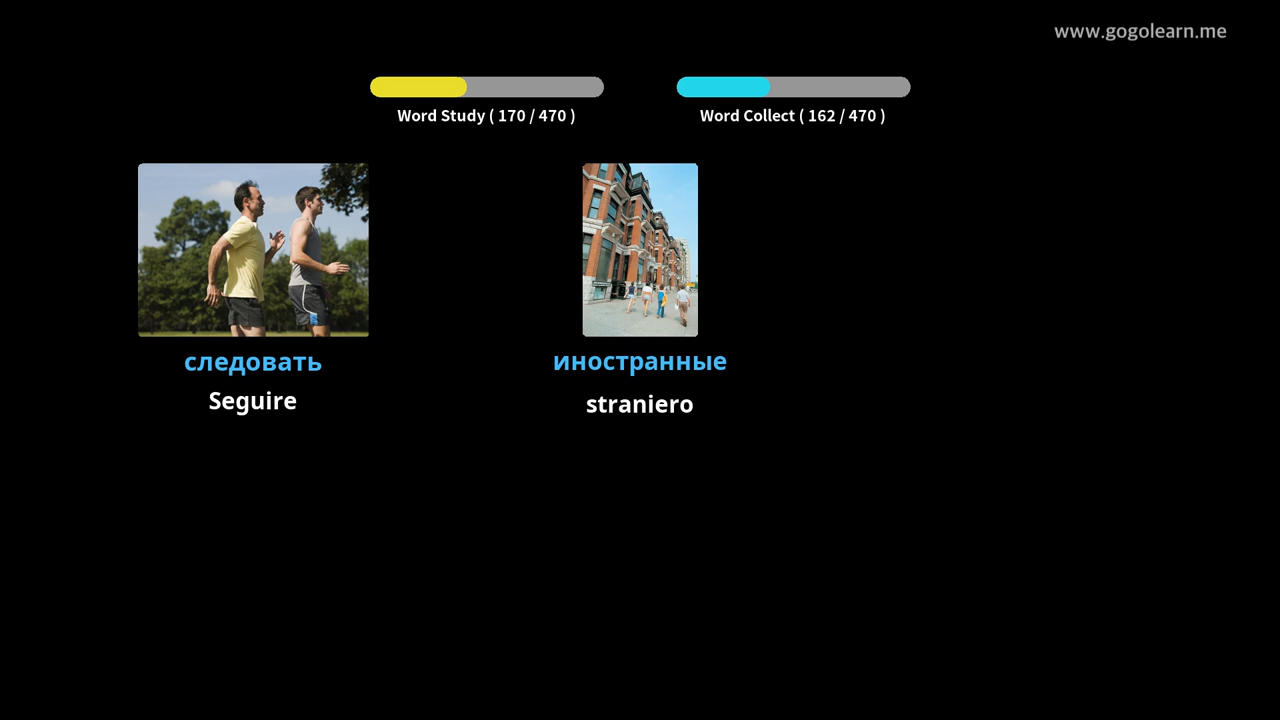 www.gogolearn.me
Word Study ( 170 / 470 )
Word Collect ( 162 / 470 )
следовать
Seguire
иностранные
straniero